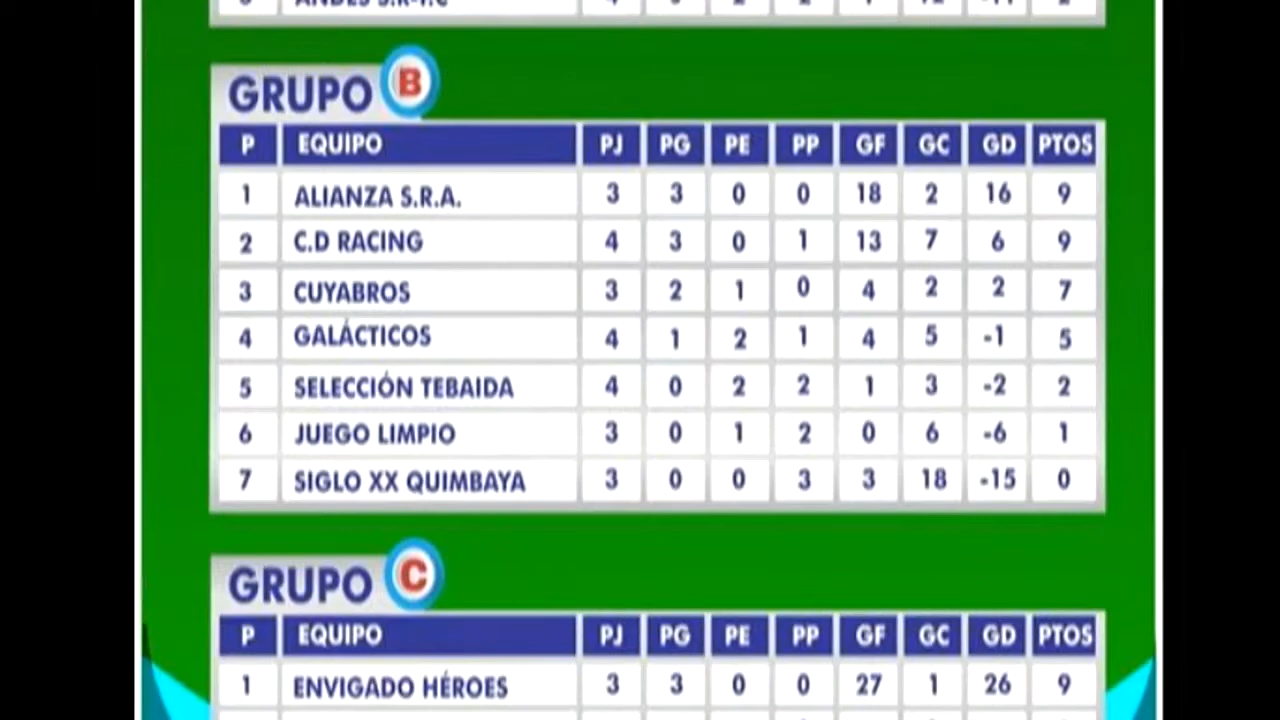 GRUPO B
P EQUIPO PJ PG PE PP GF GC GD PTOS
1 ALIANZA S.R.A. 3 3 0 0 18 2 16 9
2 C.D RACING 4 3 0 1 13 7 6 9
3 CUYABROS 3 2 1 0 4 2 2 7
4 GALÁCTICOS 4 1 2 1 4 5 -1 5
5 SELECCIÓN TEBAIDA 4 0 2 2 1 3 -2 2
6 JUEGO LIMPIO 3 0 1 2 0 6 -6 1
7 SIGLO XX QUIMBAYA 3 0 0 3 3 18 -15 0
GRUPO C
P EQUIPO PJ PG PE PP GF GC GD PTOS
1 ENVIGADO HÉROES 3 3 0 0 27 1 26 9